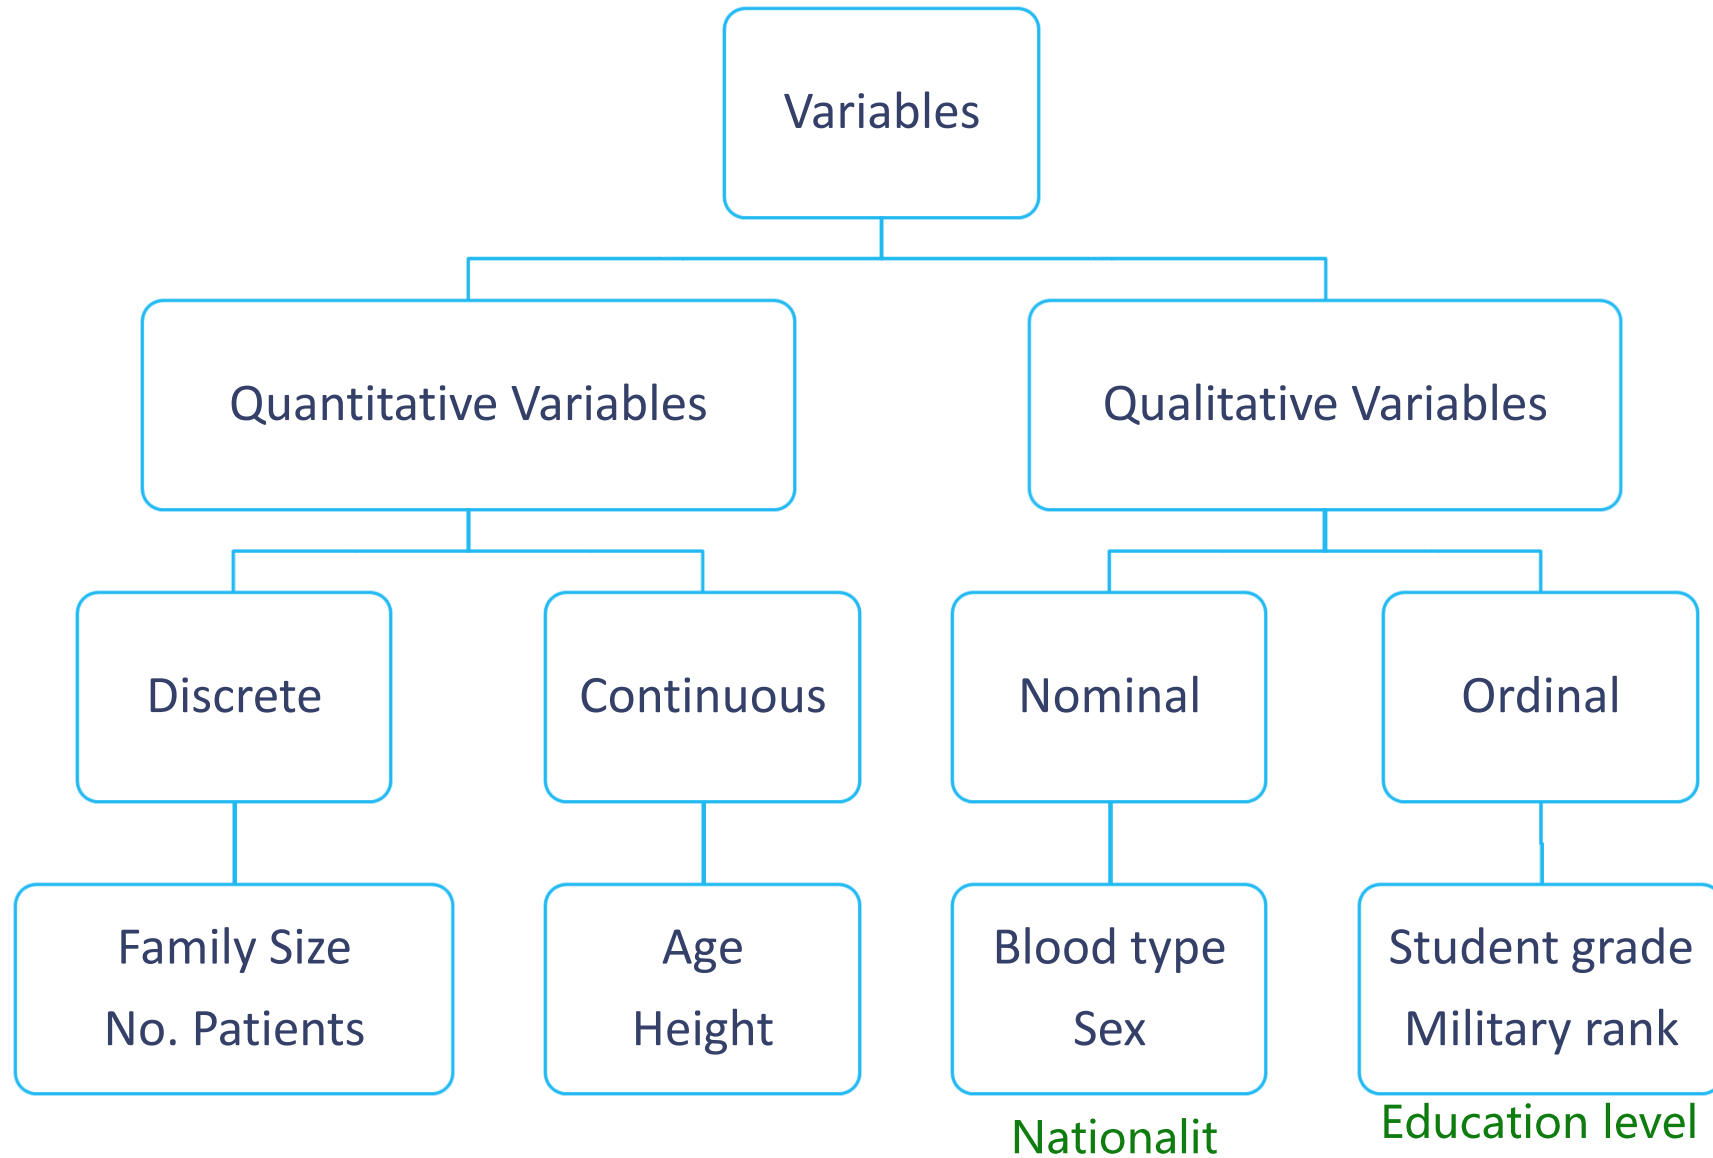 Variables
Quantitative Variables
Qualitative Variables
Discrete
Continuous
Nominal
Ordinal
Family Size
No. Patients
Age
Height
Blood type
Sex
Student grade
Military rank
Nationalit
Education level